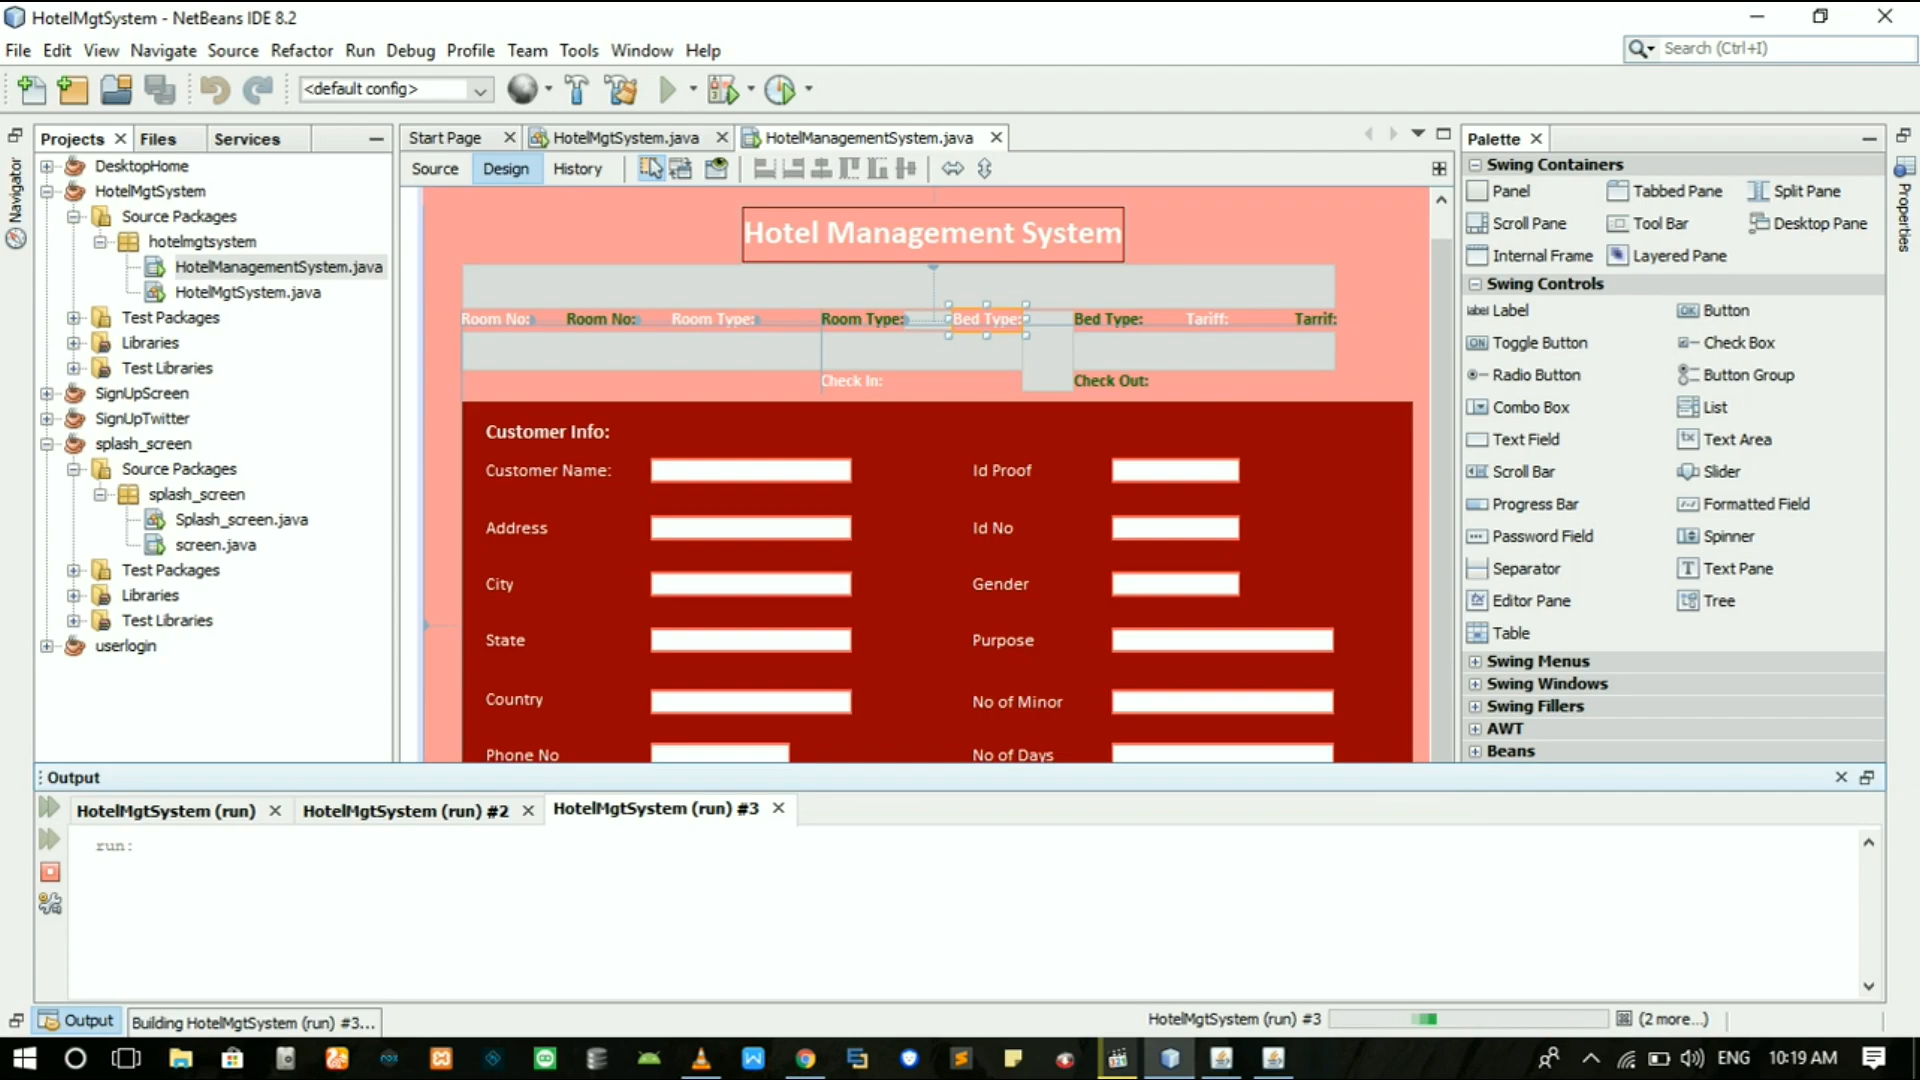 HotelMgtSystem - NetBeans IDE 8.2
File Edit View Navigate Source Refactor Run Debug Profile Team Tools Window Help
Search (Ctrl+I)
<default config>
Projects Files Services
Start Page HotelMgtSystem.java HotelManagementSystem.java
Palette
Navigator
Properties
DesktopHome
HotelMgtSystem
Source Packages
hotelmgtsystem
HotelManagementSystem.java
HotelMgtSystem.java
Test Packages
Libraries
Test Libraries
SignUpScreen
SignUpTwitter
splash_screen
Source Packages
splash_screen
Splash_screen.java
screen.java
Test Packages
Libraries
Test Libraries
userlogin
Source Design History
Hotel Management System
Room No: Room No: Room Type: Room Type: Bed Type: Bed Type: Tariff: Tarrif:
Check In: Check Out:
Customer Info:
Customer Name: Id Proof
Address Id No
City Gender
State Purpose
Country No of Minor
Phone No No of Days
Swing Containers
Panel Tabbed Pane Split Pane
Scroll Pane Tool Bar Desktop Pane
Internal Frame Layered Pane
Swing Controls
label Label OK Button
ON Toggle Button Check Box
Radio Button Button Group
Combo Box List
Text Field tx Text Area
Scroll Bar Slider
Progress Bar Formatted Field
Password Field Spinner
Separator T Text Pane
Editor Pane Tree
Table
Swing Menus
Swing Windows
Swing Fillers
AWT
Beans
Output
HotelMgtSystem (run) HotelMgtSystem (run) #2 HotelMgtSystem (run) #3
run:
Output Building HotelMgtSystem (run) #3...
HotelMgtSystem (run) #3 (2 more...)
ENG 10:19 AM